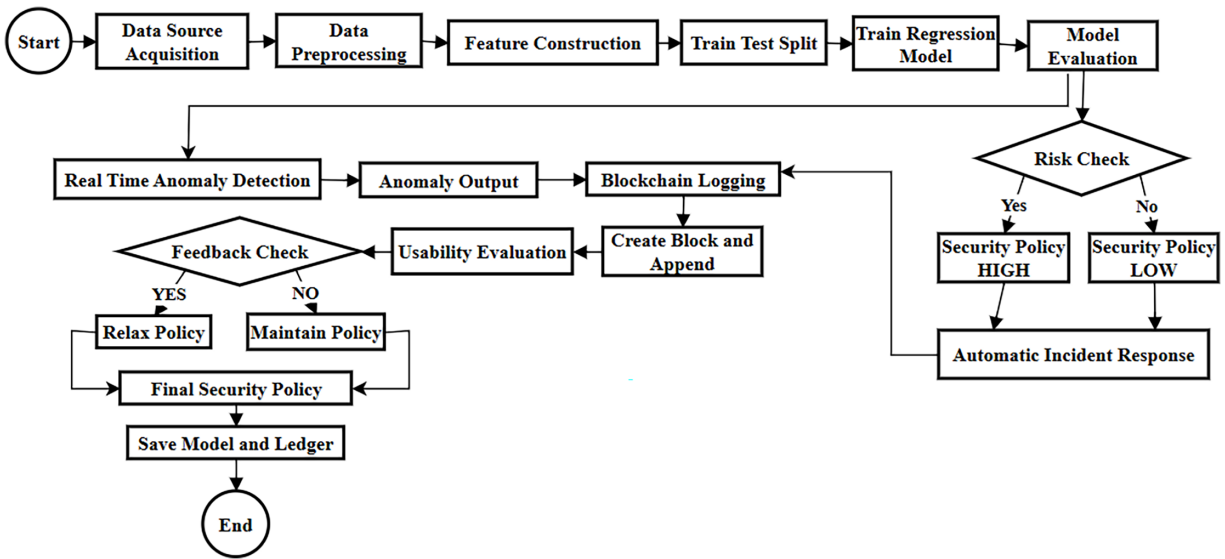 Start
Data Source
Acquisition
Data
Preprocessing
Feature Construction
Train Test Split
Train Regression
Model
Model
Evaluation
Risk Check
Yes
No
Security Policy
HIGH
Security Policy
LOW
Automatic Incident Response
Real Time Anomaly Detection
Anomaly Output
Blockchain Logging
Create Block and
Append
Usability Evaluation
Feedback Check
YES
NO
Relax Policy
Maintain Policy
Final Security Policy
Save Model and Ledger
End